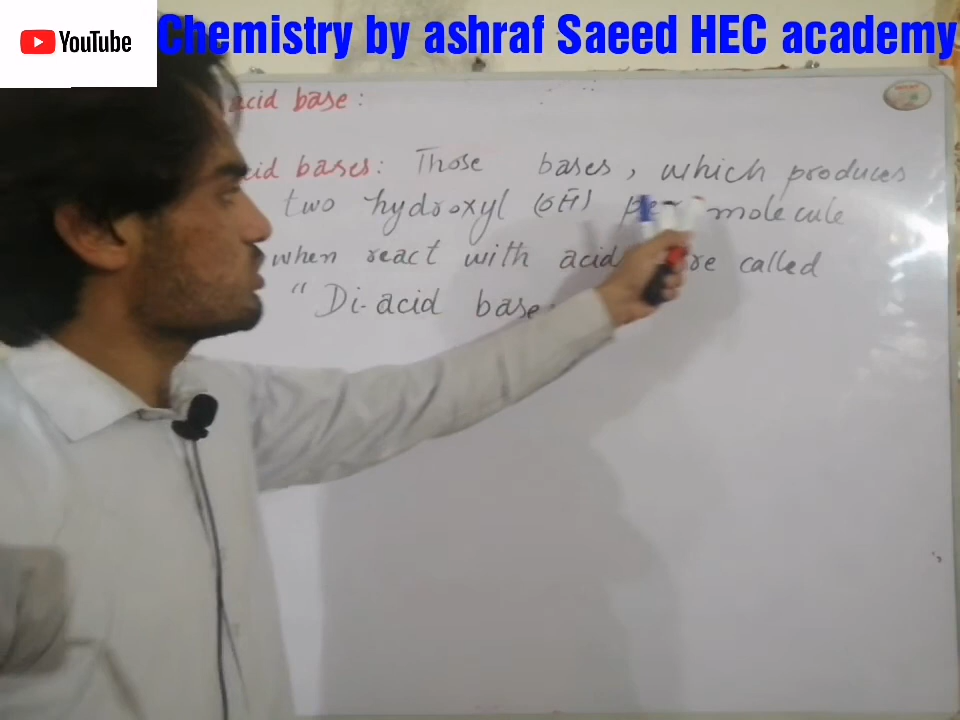 YouTube Chemistry by ashraf Saeed HEC academy
acid base :
cid bases : Those bases, which produces
two hydroxyl (OH̄) per molecule
when react with acid re called
" Di-acid base